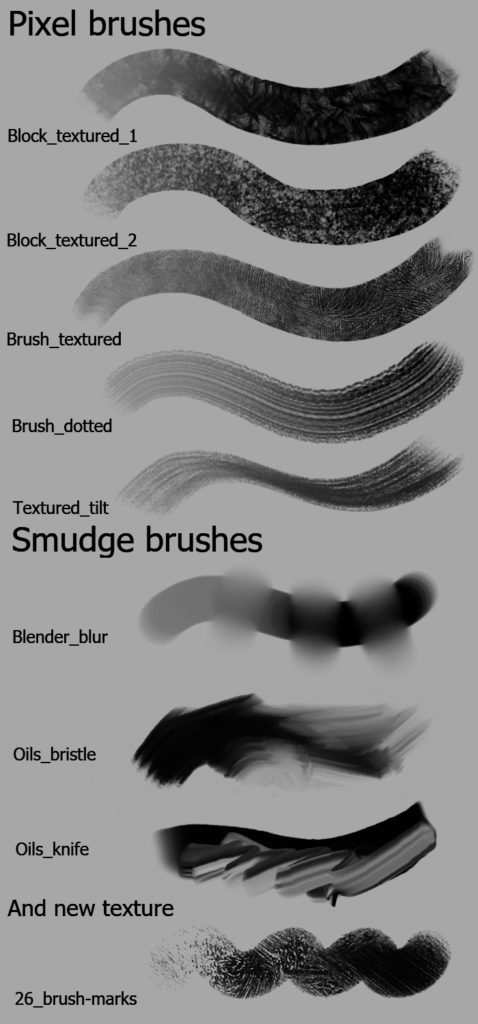 Pixel brushes
Block_textured_1
Block_textured_2
Brush_textured
Brush_dotted
Textured_tilt
Smudge brushes
Blender_blur
Oils_bristle
Oils_knife
And new texture
26_brush-marks